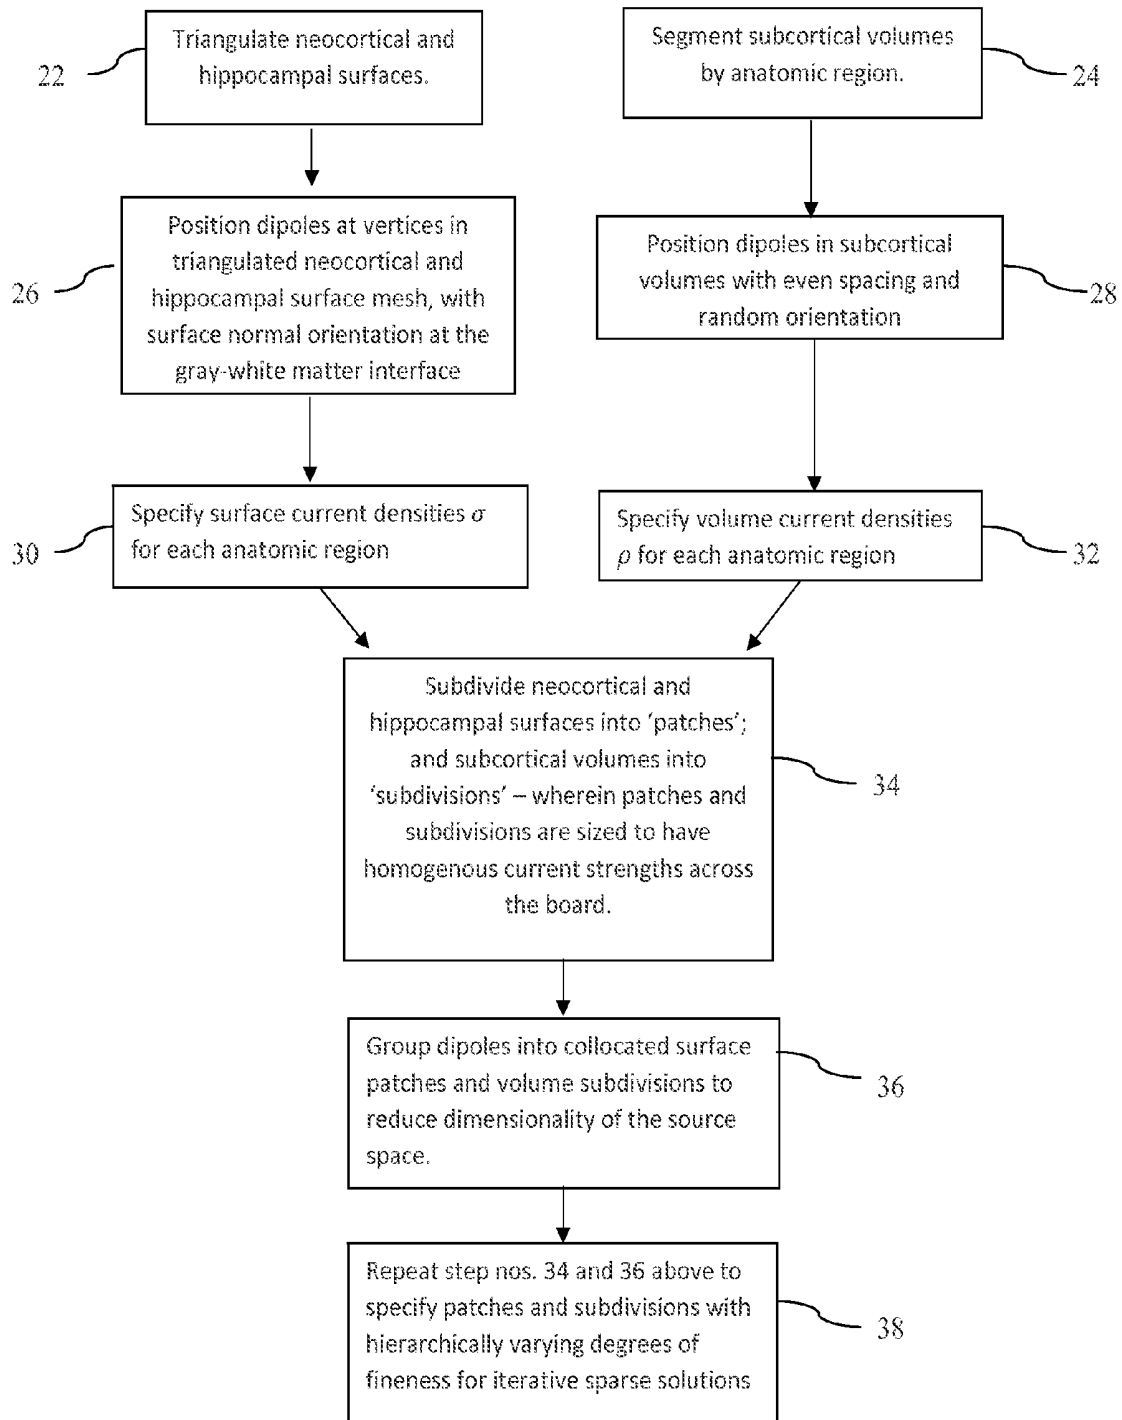 Triangulate neocortical and
hippocampal surfaces.
22
Segment subcortical volumes
by anatomic region.
24
Position dipoles at vertices in
triangulated neocortical and
hippocampal surface mesh, with
surface normal orientation at the
gray-white matter interface
26
Position dipoles in subcortical
volumes with even spacing and
random orientation
28
Specify surface current densities σ
for each anatomic region
30
Specify volume current densities
ρ for each anatomic region
32
Subdivide neocortical and
hippocampal surfaces into ‘patches’;
and subcortical volumes into
‘subdivisions’ – wherein patches and
subdivisions are sized to have
homogenous current strengths across
the board.
34
Group dipoles into collocated surface
patches and volume subdivisions to
reduce dimensionality of the source
space.
36
Repeat step nos. 34 and 36 above to
specify patches and subdivisions with
hierarchically varying degrees of
fineness for iterative sparse solutions
38